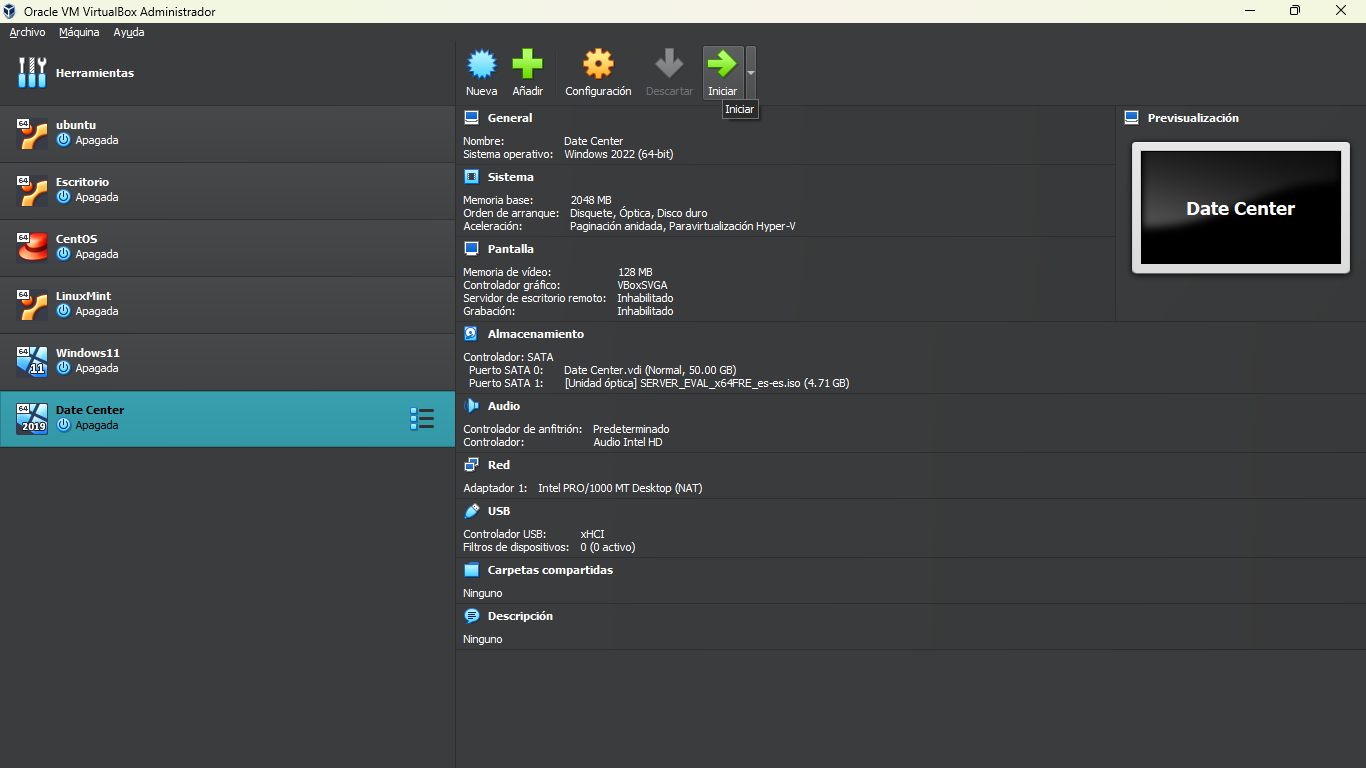 Oracle VM VirtualBox Administrador
Archivo Máquina Ayuda
Herramientas
64
ubuntu
Apagada
64
Escritorio
Apagada
64
CentOS
Apagada
64
LinuxMint
Apagada
64
11
Windows11
Apagada
64
2019
Date Center
Apagada
Nueva Añadir Configuración Descartar Iniciar
Iniciar
General
Nombre: Date Center
Sistema operativo: Windows 2022 (64-bit)
Sistema
Memoria base: 2048 MB
Orden de arranque: Disquete, Óptica, Disco duro
Aceleración: Paginación anidada, Paravirtualización Hyper-V
Pantalla
Memoria de vídeo: 128 MB
Controlador gráfico: VBoxSVGA
Servidor de escritorio remoto: Inhabilitado
Grabación: Inhabilitado
Previsualización
Date Center
Almacenamiento
Controlador: SATA
Puerto SATA 0: Date Center.vdi (Normal, 50.00 GB)
Puerto SATA 1: [Unidad óptica] SERVER_EVAL_x64FRE_es-es.iso (4.71 GB)
Audio
Controlador de anfitrión: Predeterminado
Controlador: Audio Intel HD
Red
Adaptador 1: Intel PRO/1000 MT Desktop (NAT)
USB
Controlador USB: xHCI
Filtros de dispositivos: 0 (0 activo)
Carpetas compartidas
Ninguno
Descripción
Ninguno